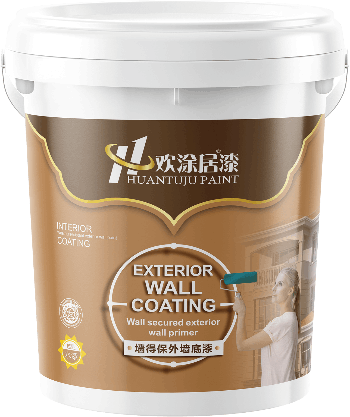 欢涂居漆
HUANTUJU PAINT
INTERIOR
COATING
EXTERIOR
WALL
COATING
Wall secured exterior
wall primer
墙得保外墙底漆